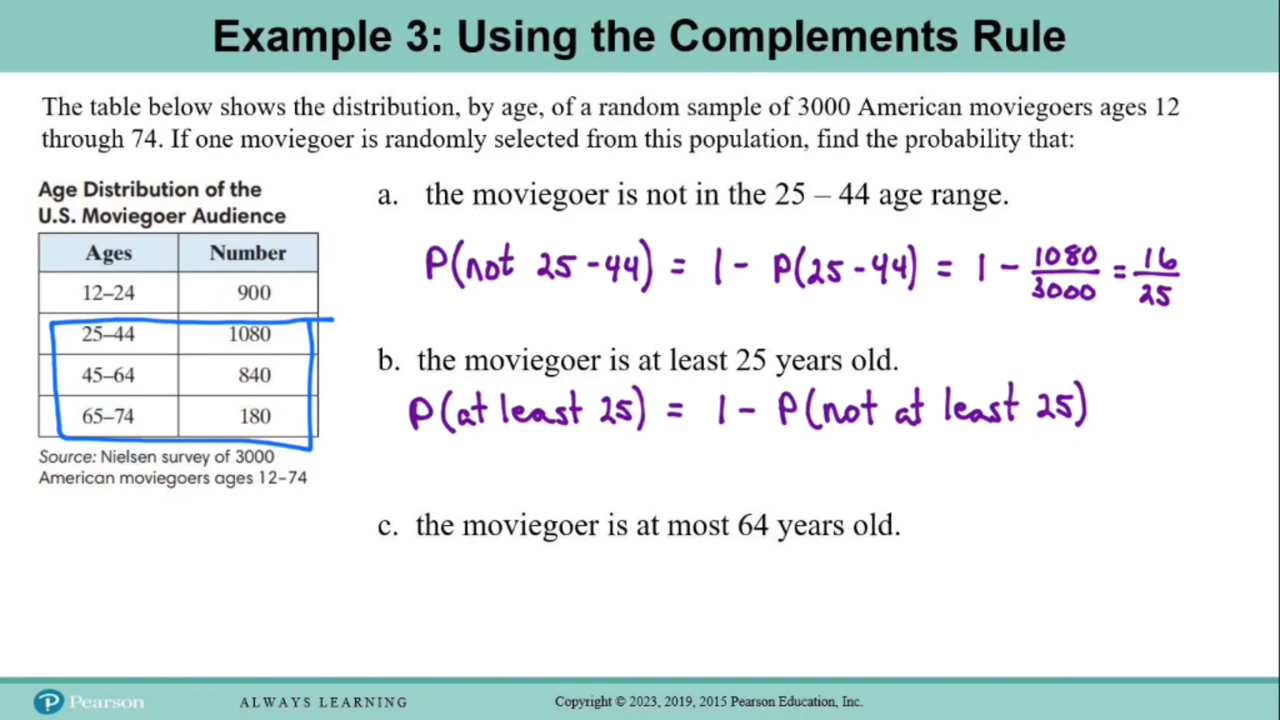 Example 3: Using the Complements Rule
The table below shows the distribution, by age, of a random sample of 3000 American moviegoers ages 12
through 74. If one moviegoer is randomly selected from this population, find the probability that:
Age Distribution of the
U.S. Moviegoer Audience
Ages Number
12–24 900
25–44 1080
45–64 840
65–74 180
Source: Nielsen survey of 3000
American moviegoers ages 12–74
a. the moviegoer is not in the 25 – 44 age range.
P(not 25-44) = 1 - P(25-44) = 1 - 1080/3000 = 16/25
b. the moviegoer is at least 25 years old.
P(at least 25) = 1 - P(not at least 25)
c. the moviegoer is at most 64 years old.
P Pearson ALWAYS LEARNING Copyright © 2023, 2019, 2015 Pearson Education, Inc.